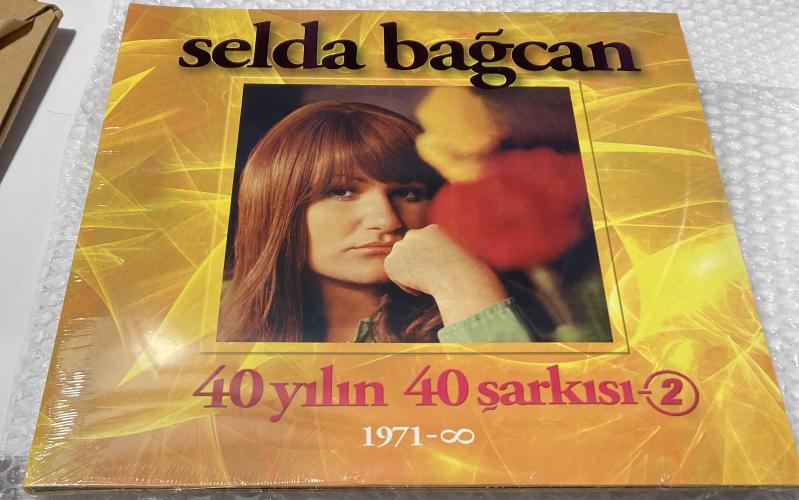 selda bağcan
40 yılın 40 şarkısı-2
1971-∞